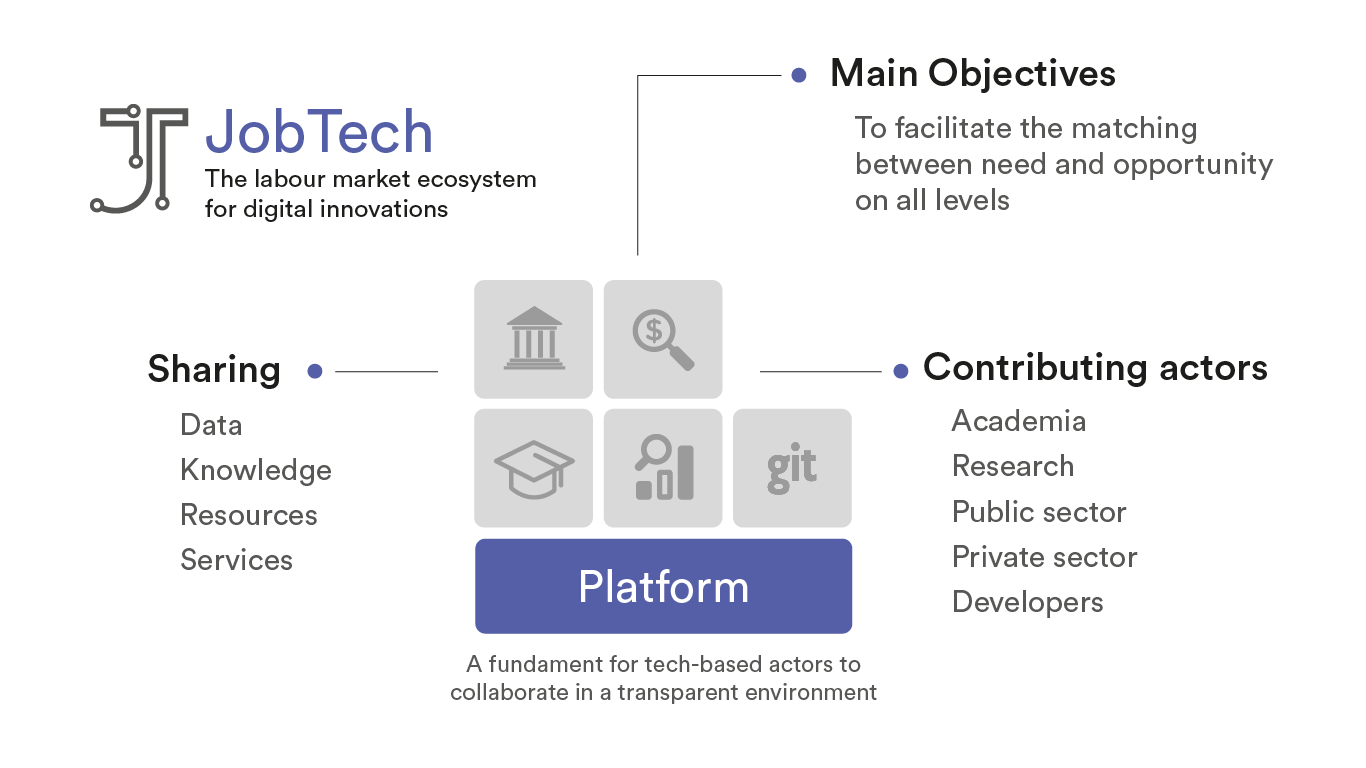 JobTech
The labour market ecosystem
for digital innovations
Main Objectives
To facilitate the matching
between need and opportunity
on all levels
Sharing
Data
Knowledge
Resources
Services
$
git
Platform
A fundament for tech-based actors to
collaborate in a transparent environment
Contributing actors
Academia
Research
Public sector
Private sector
Developers